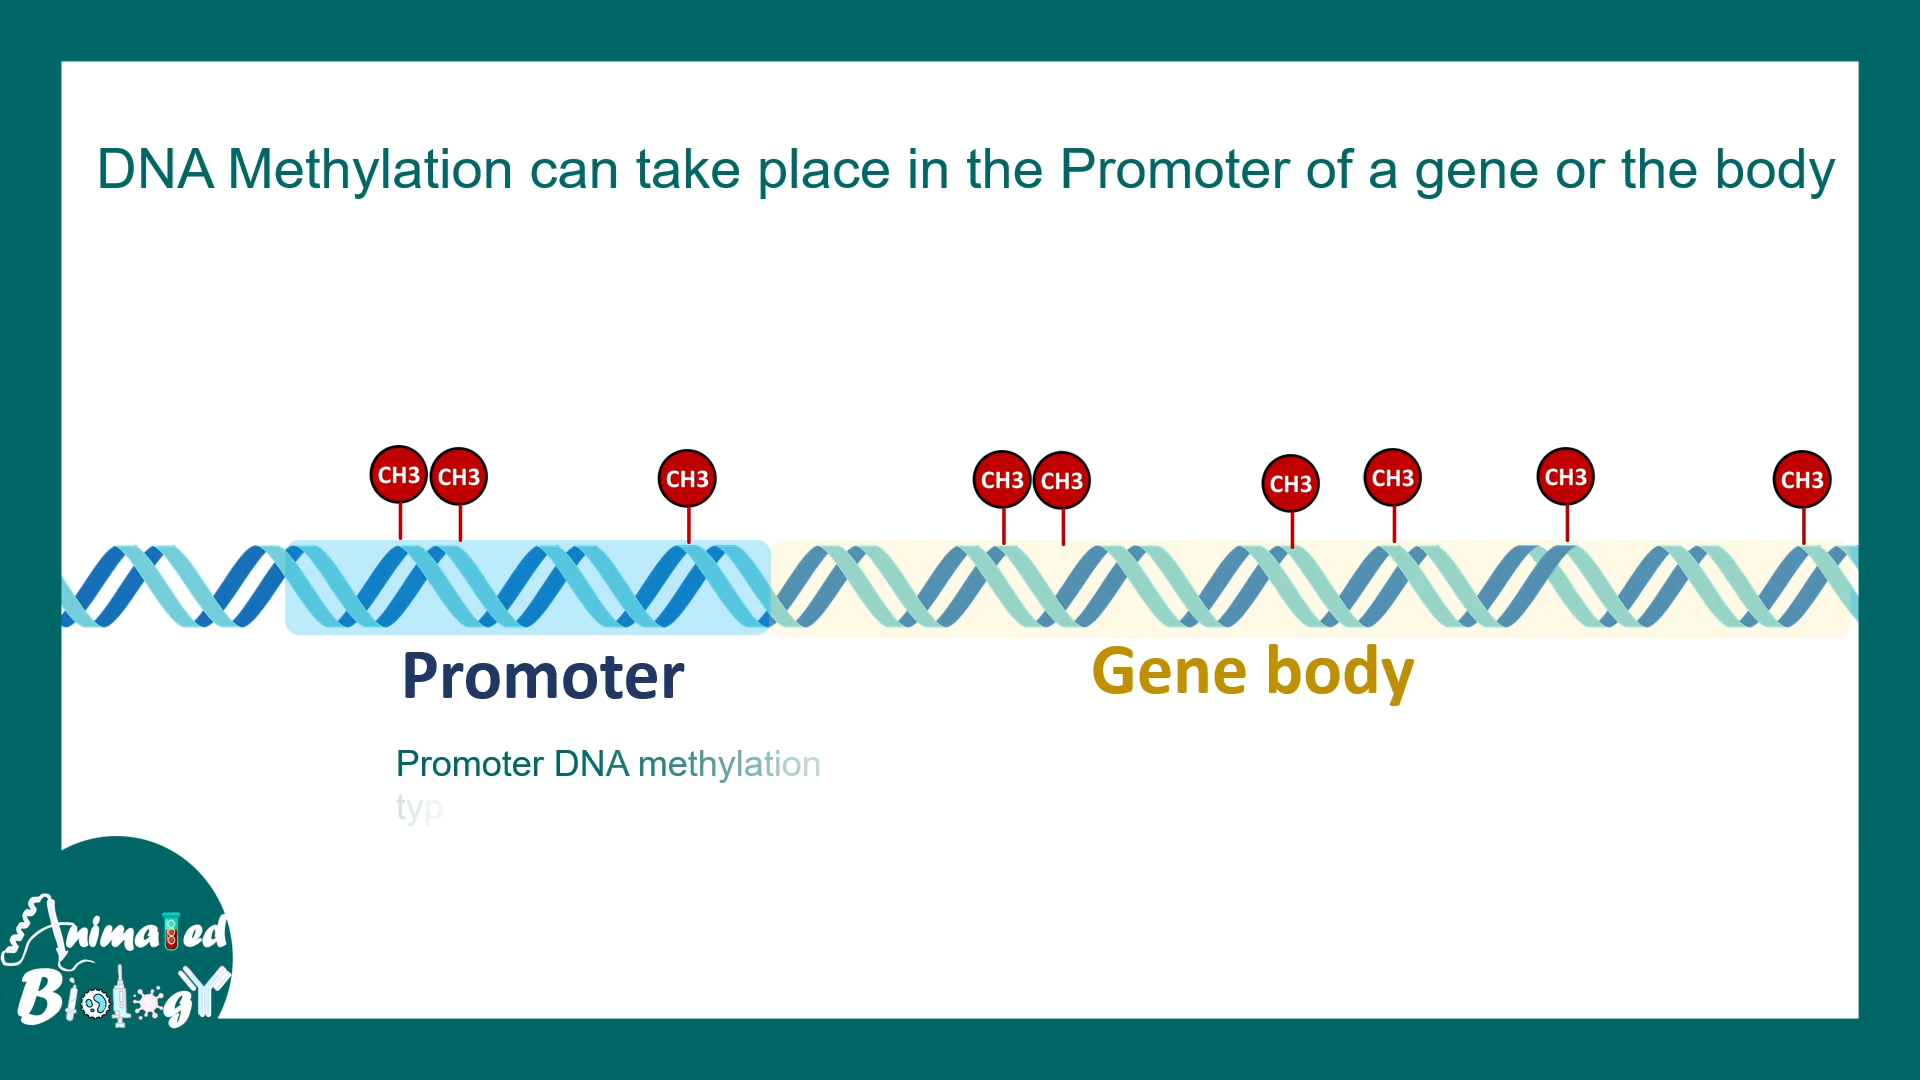 DNA Methylation can take place in the Promoter of a gene or the body
CH3 CH3 CH3 CH3 CH3 CH3 CH3 CH3 CH3
Promoter Gene body
Promoter DNA methylation
typ
Animated
Biology